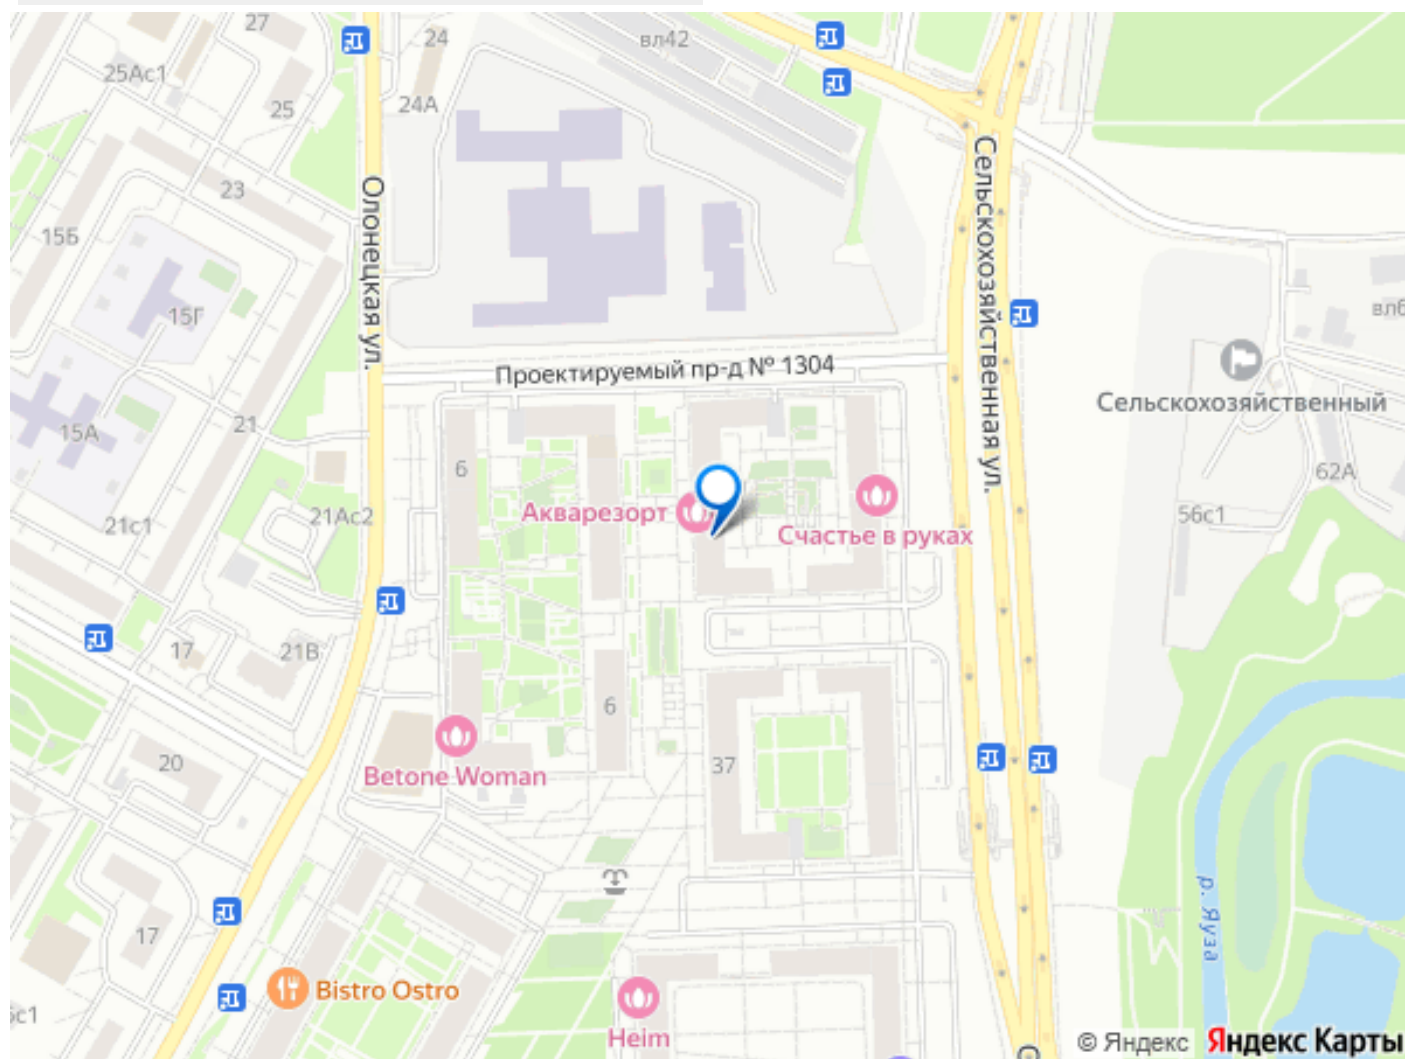 27
24
вл42
25Ас1
25
24А
Сельскохозяйственная ул.
23
Олонецкая ул.
15Б
15Г
влб
Проектируемый пр-д № 1304
Сельскохозяйственный
21
15А
6
62А
Акварезорт
21с1
21Ас2
Счастье в руках
56с1
17
21В
6
20
37
Betone Woman
р. Яуза
17
Bistro Ostro
Heim
© Яндекс
Яндекс Карты